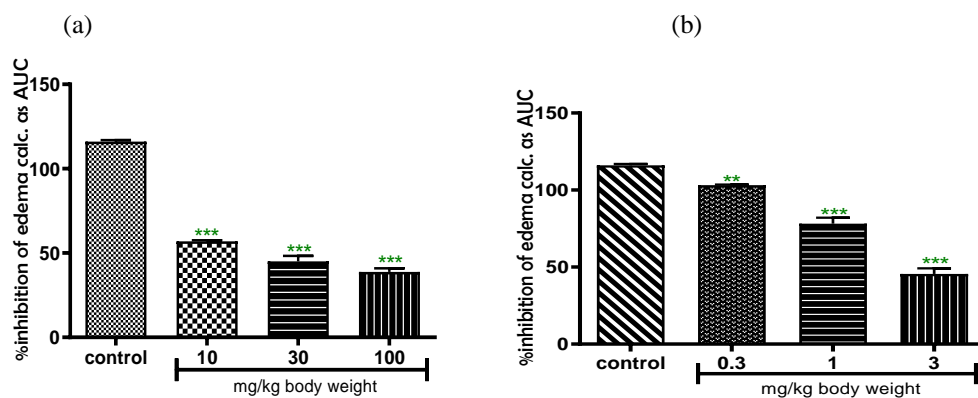 (a)
%inhibition of edema calc. as AUC
150
100
50
0
***
***
***
control
10
30
100
mg/kg body weight
(b)
%inhibition of edema calc. as AUC
150
100
50
0
**
***
***
control
0.3
1
3
mg/kg body weight